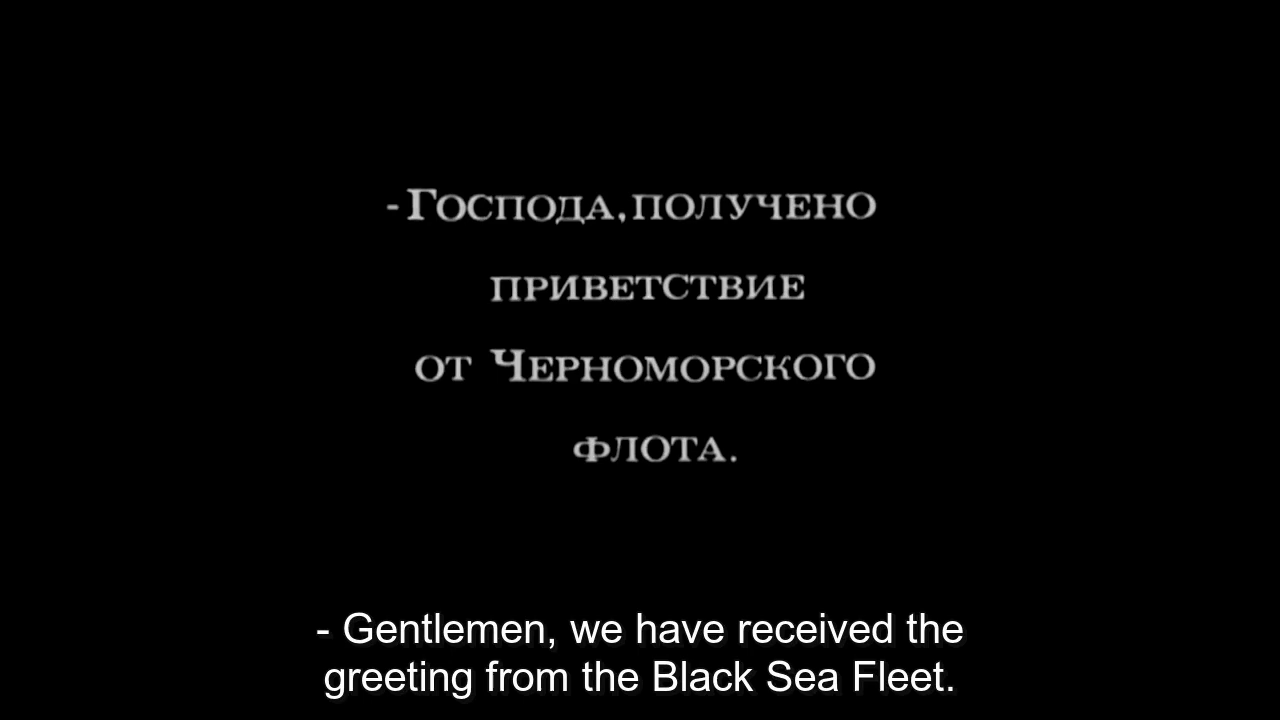 - Господа, получено
приветствие
от Черноморского
флота.
- Gentlemen, we have received the
greeting from the Black Sea Fleet.